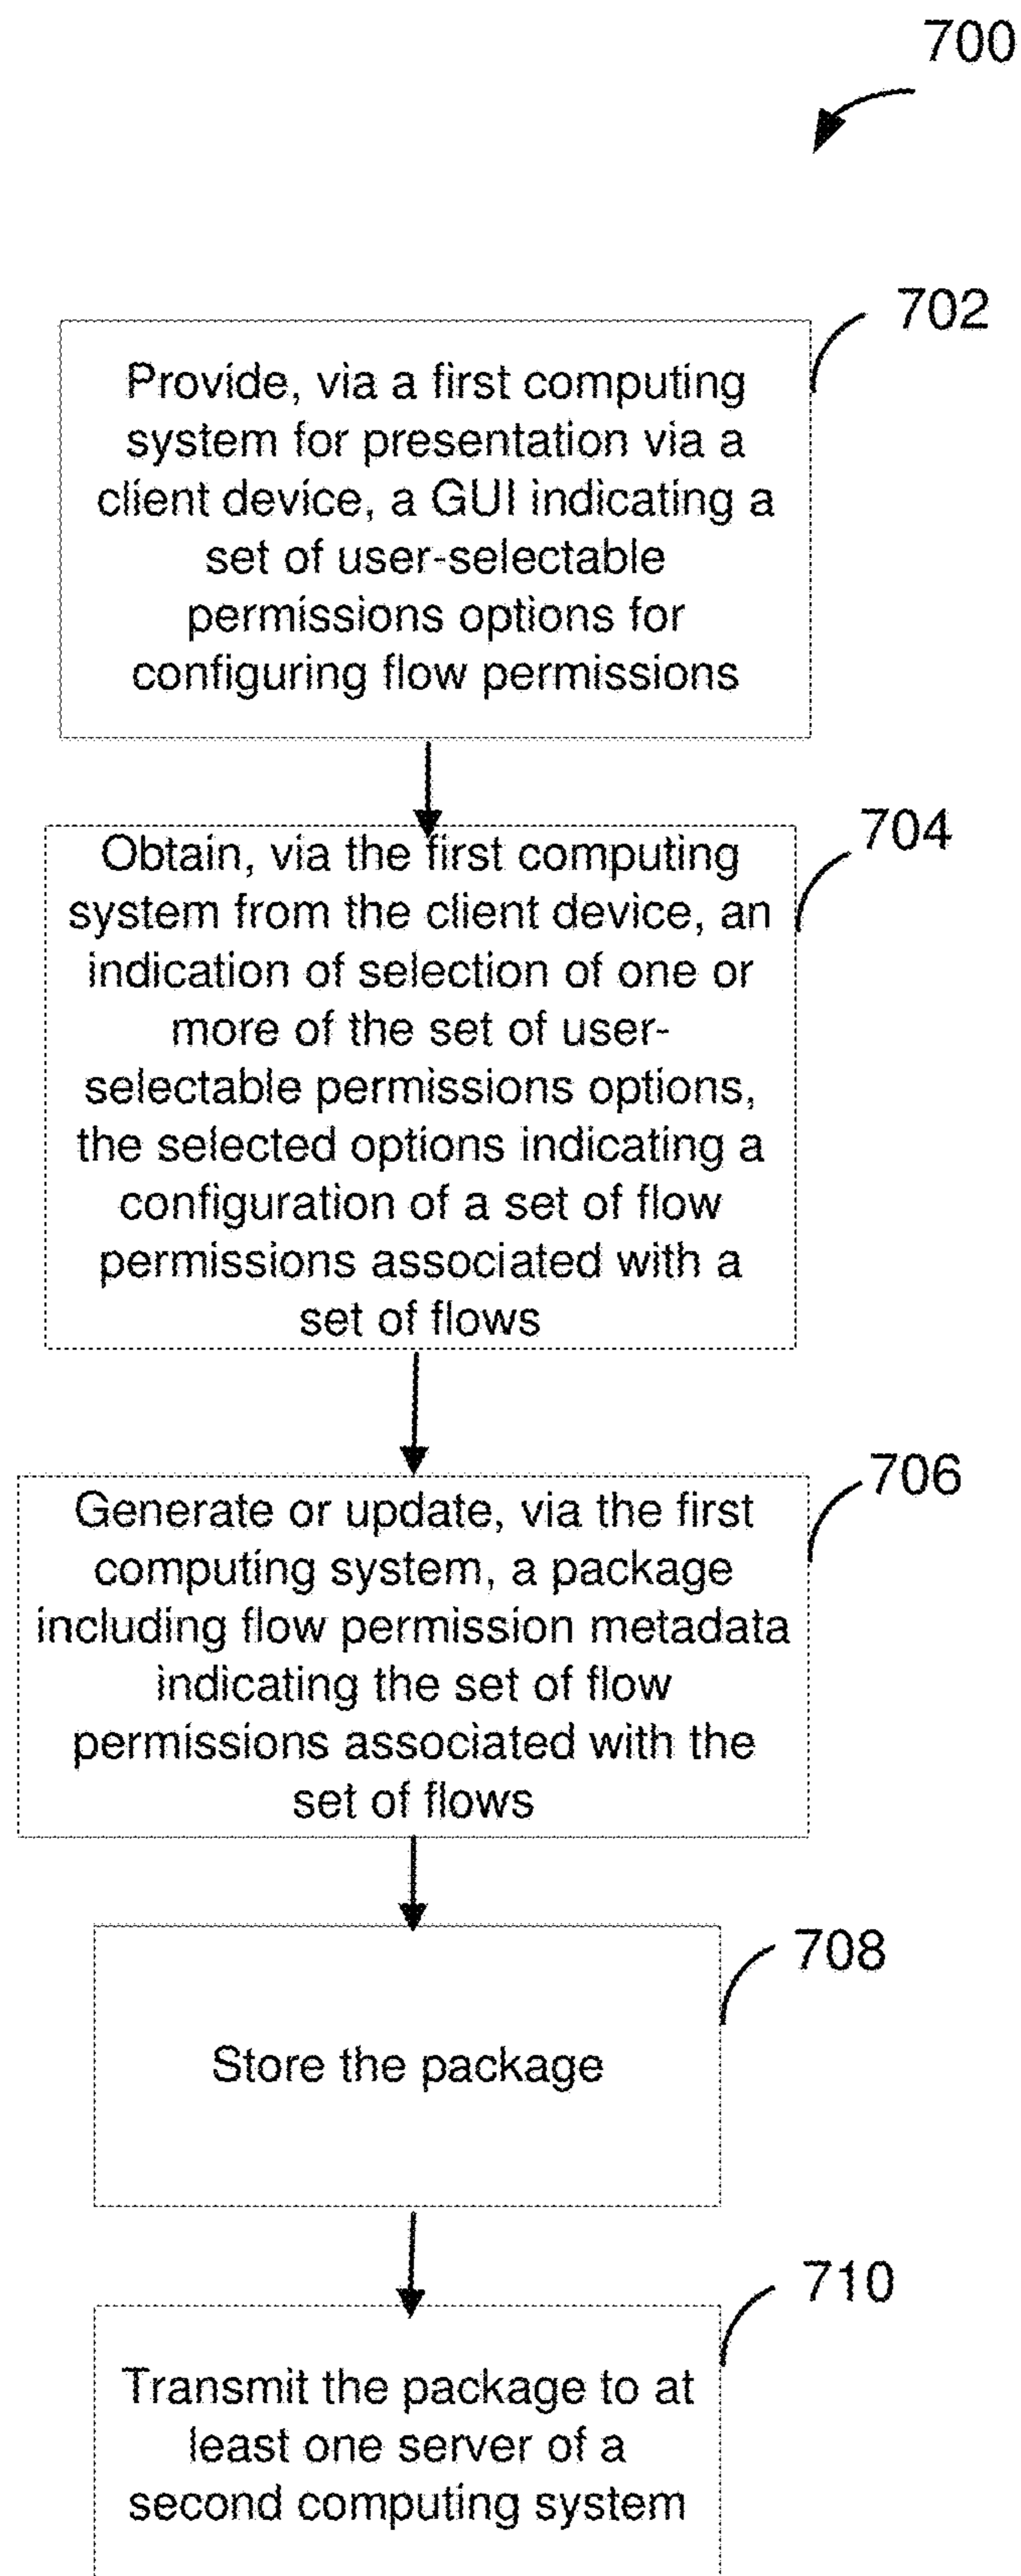 700
702
Provide, via a first computing
system for presentation via a
client device, a GUI indicating a
set of user-selectable
permissions options for
configuring flow permissions
704
Obtain, via the first computing
system from the client device, an
indication of selection of one or
more of the set of user-
selectable permissions options,
the selected options indicating a
configuration of a set of flow
permissions associated with a
set of flows
706
Generate or update, via the first
computing system, a package
including flow permission metadata
indicating the set of flow
permissions associated with the
set of flows
708
Store the package
710
Transmit the package to at
least one server of a
second computing system